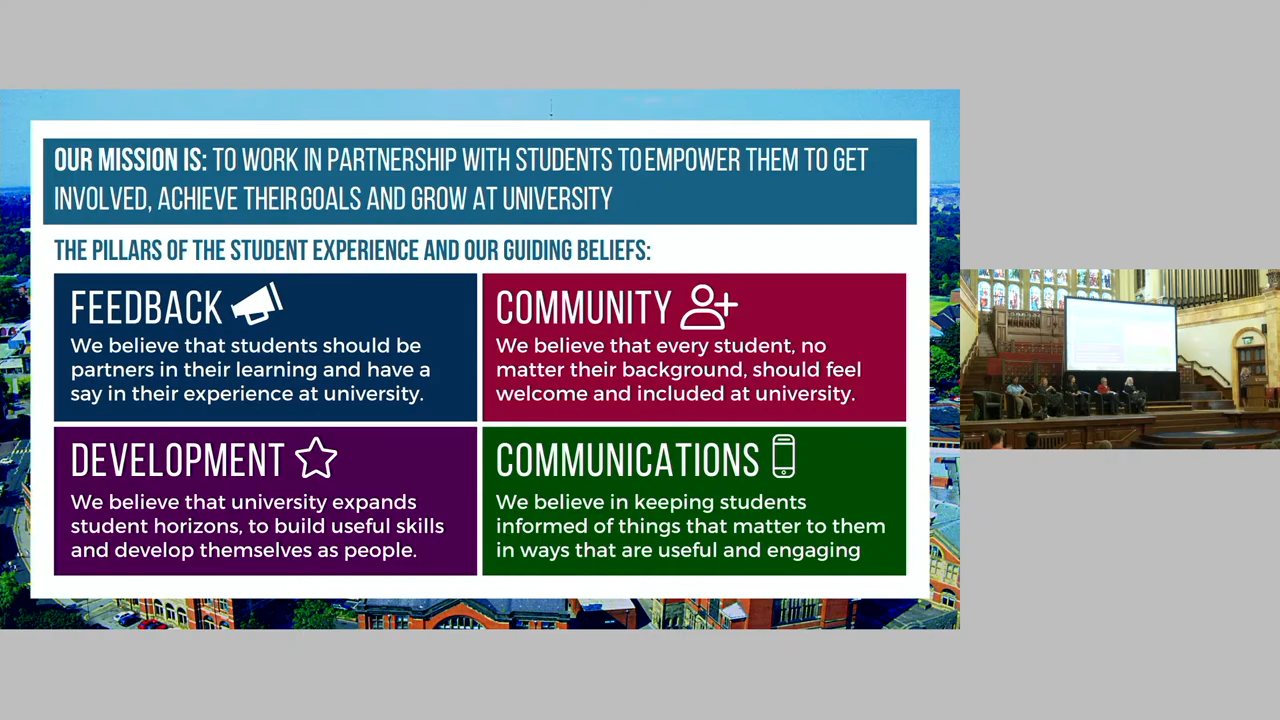 OUR MISSION IS: TO WORK IN PARTNERSHIP WITH STUDENTS TO EMPOWER THEM TO GET
INVOLVED, ACHIEVE THEIR GOALS AND GROW AT UNIVERSITY
THE PILLARS OF THE STUDENT EXPERIENCE AND OUR GUIDING BELIEFS:
FEEDBACK
We believe that students should be
partners in their learning and have a
say in their experience at university.
COMMUNITY
We believe that every student, no
matter their background, should feel
welcome and included at university.
DEVELOPMENT
We believe that university expands
student horizons, to build useful skills
and develop themselves as people.
COMMUNICATIONS
We believe in keeping students
informed of things that matter to them
in ways that are useful and engaging